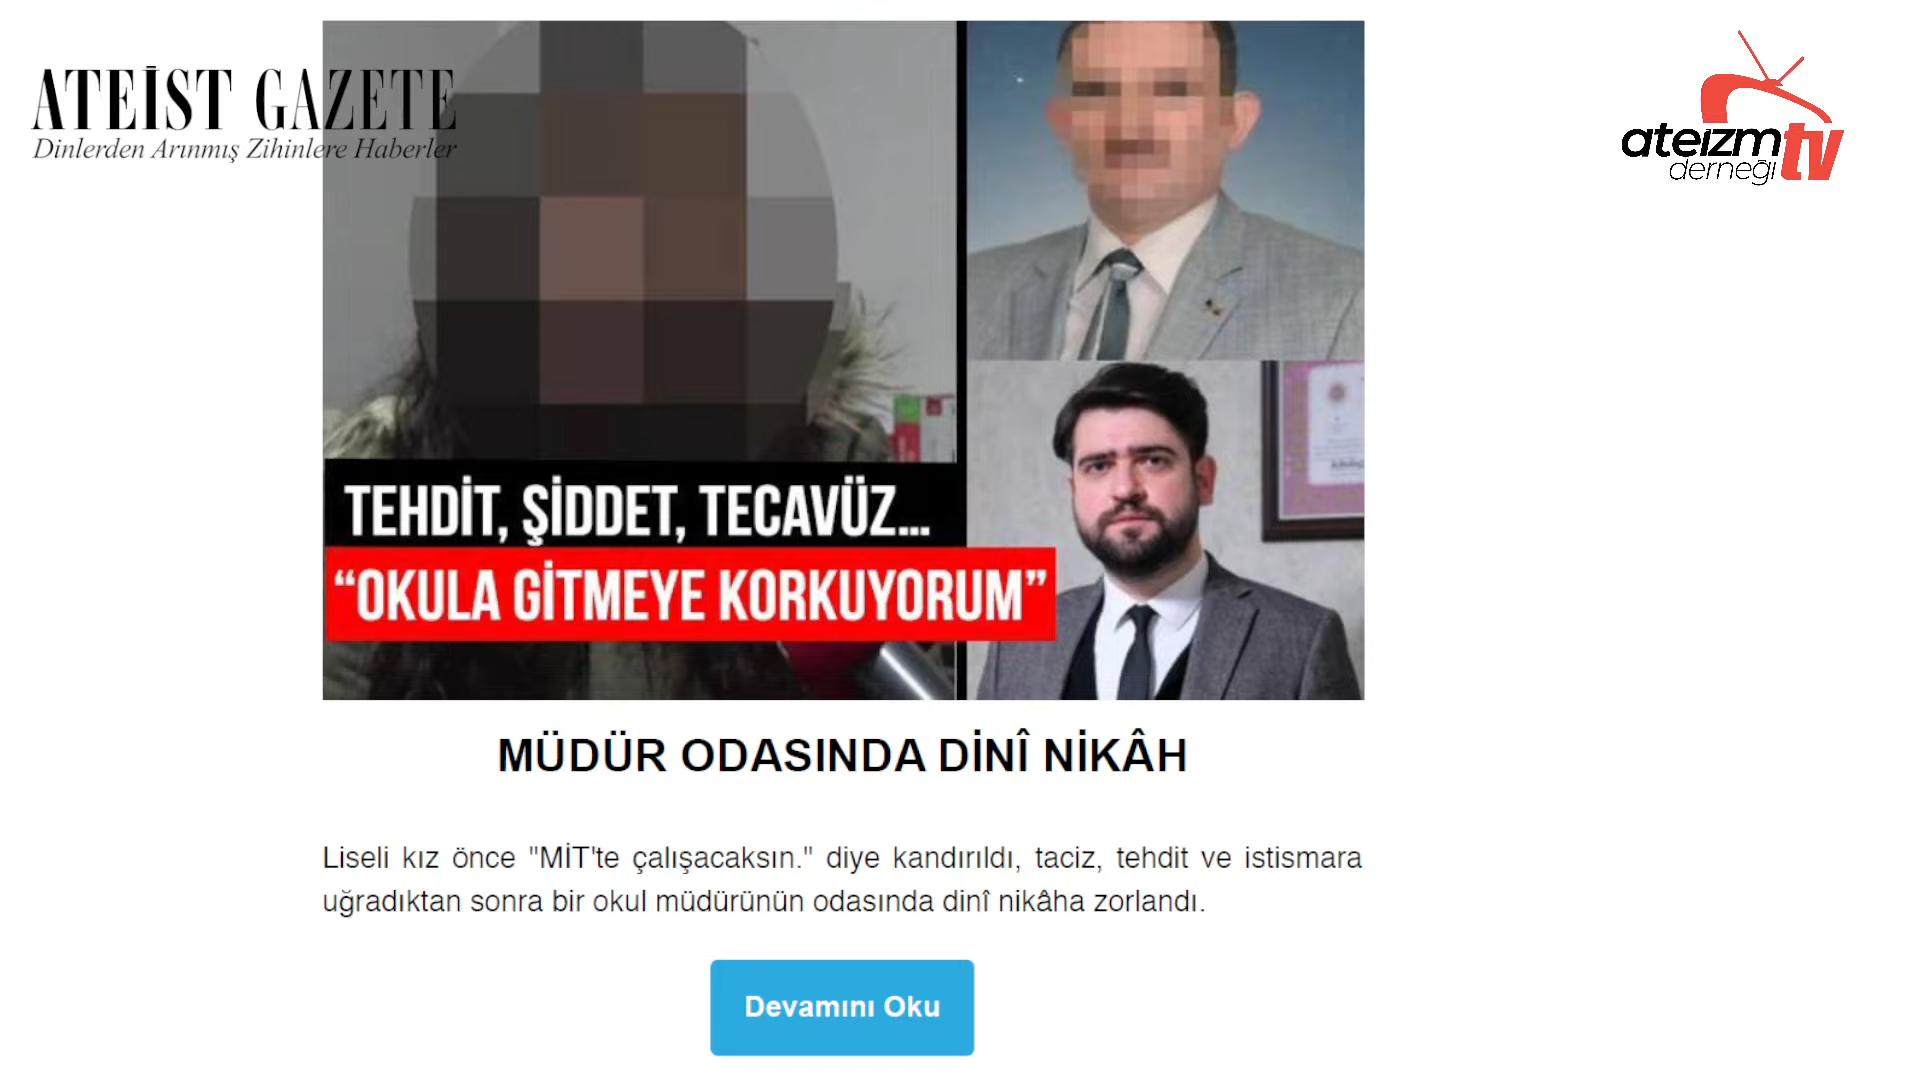 ATEİST GAZETE
Dinlerden Arınmış Zihinlere Haberler
ateizm tv
derneği
TEHDİT, ŞİDDET, TECAVÜZ...
“OKULA GİTMEYE KORKUYORUM”
MÜDÜR ODASINDA DİNÎ NİKÂH
Liseli kız önce "MİT'te çalışacaksın." diye kandırıldı, taciz, tehdit ve istismara
uğradıktan sonra bir okul müdürünün odasında dinî nikâha zorlandı.
Devamını Oku